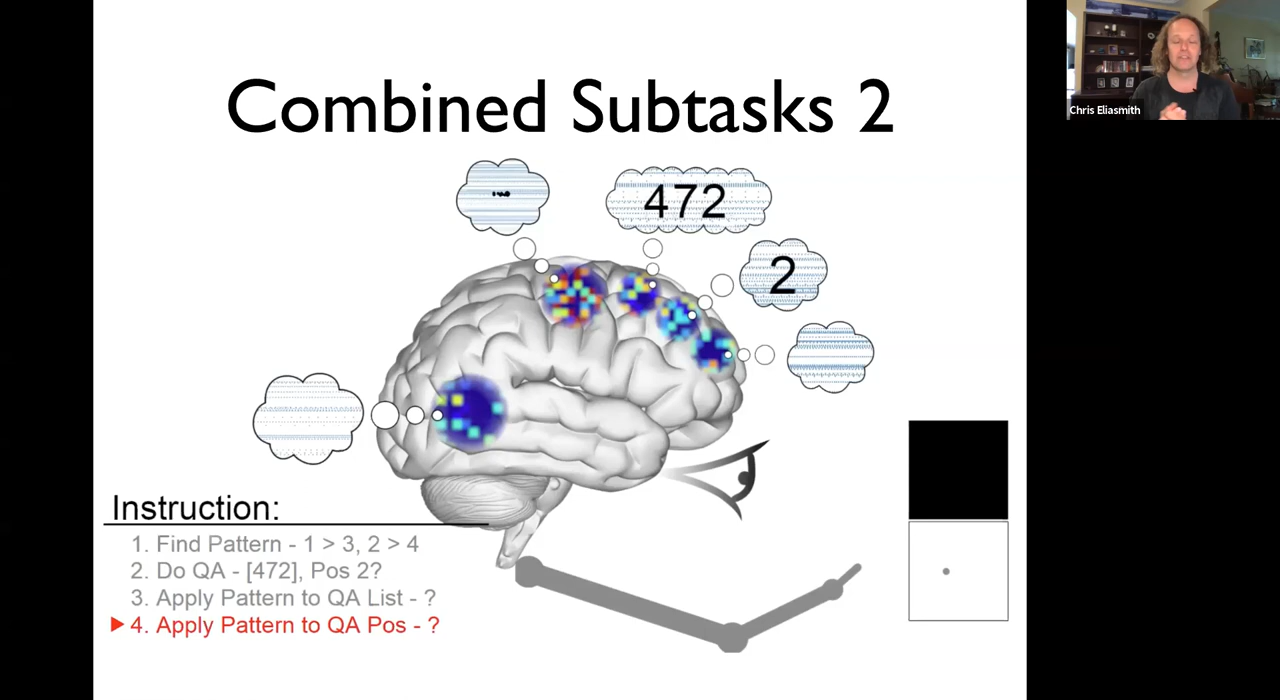 Combined Subtasks 2
Chris Eliasmith
472
2
Instruction:
1. Find Pattern - 1 > 3, 2 > 4
2. Do QA - [472], Pos 2?
3. Apply Pattern to QA List - ?
4. Apply Pattern to QA Pos - ?